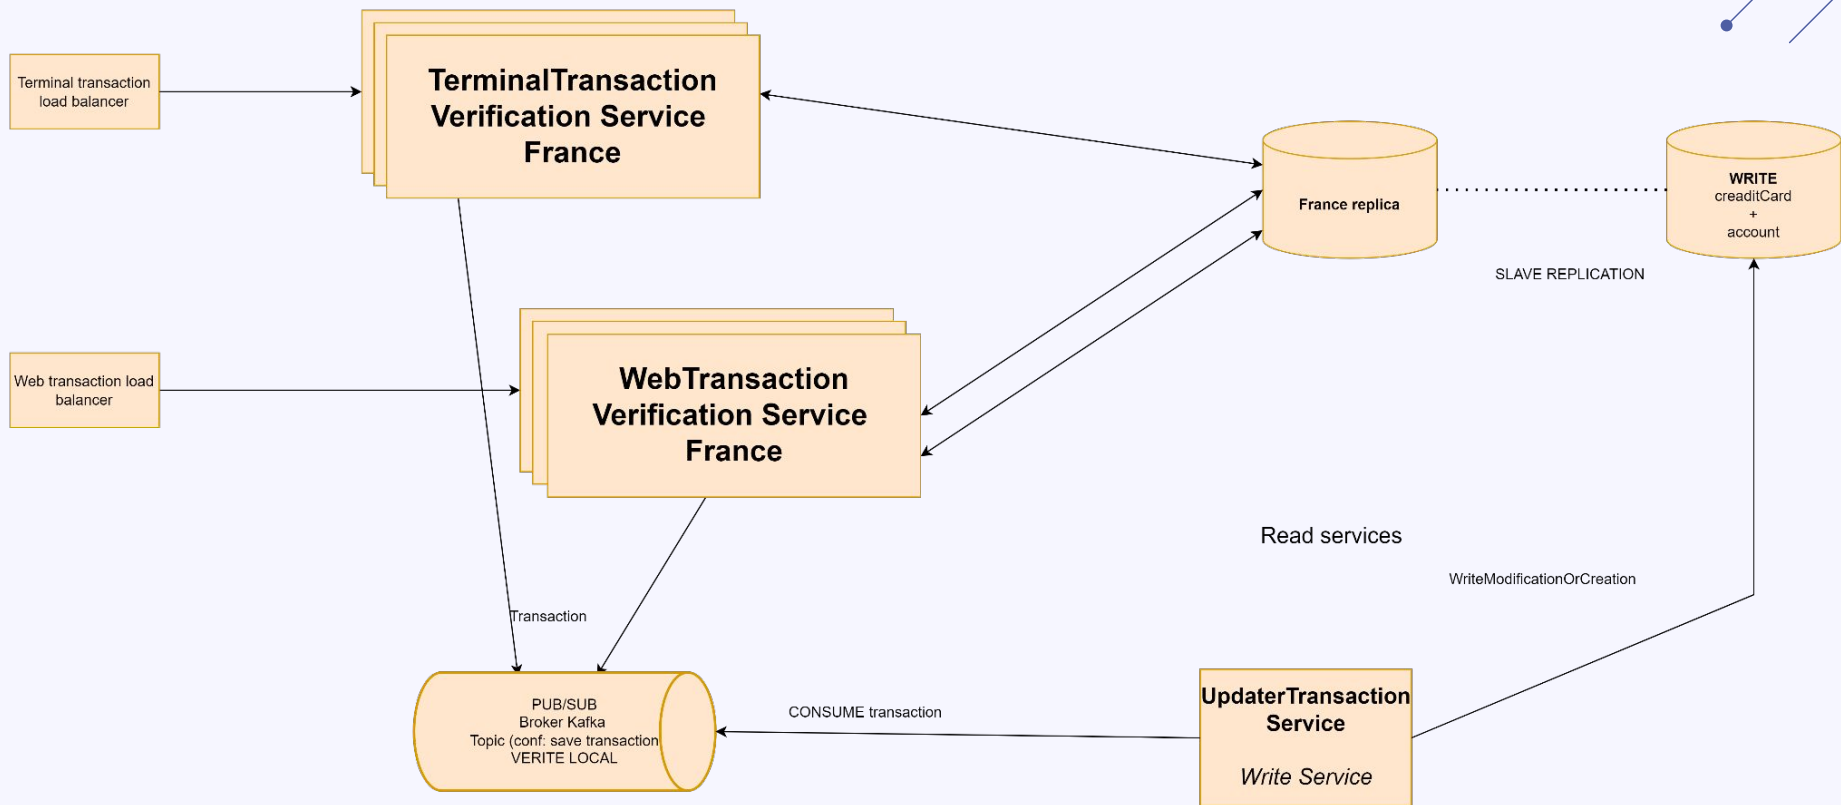 Terminal transaction
load balancer
TerminalTransaction
Verification Service
France
France replica
WRITE
creaditCard
+
account
SLAVE REPLICATION
Web transaction load
balancer
WebTransaction
Verification Service
France
Read services
WriteModificationOrCreation
Transaction
PUB/SUB
Broker Kafka
Topic (conf: save transaction
VERITE LOCAL
CONSUME transaction
UpdaterTransaction
Service
Write Service